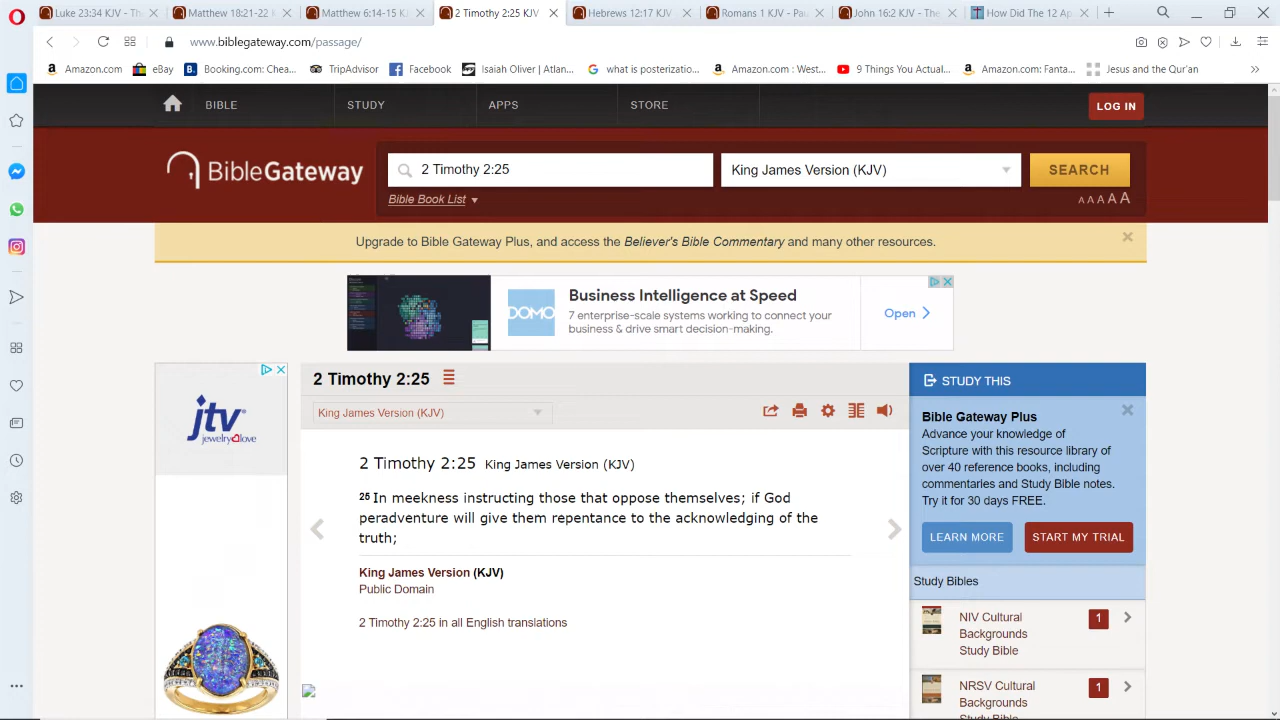 Luke 23:34 KJV - Th
Matthew 18:21-22 K
Matthew 6:14-15 KJ
2 Timothy 2:25 KJV
Hebrews 12:17 KJV -
Romans 1 KJV - Pau
John 16:2 KJV - The
How Did The 12 Ap
www.biblegateway.com/passage/
Amazon.com
eBay
Booking.com: Chea...
TripAdvisor
Facebook
Isaiah Oliver | Atlan...
what is posterizatio...
Amazon.com : West...
9 Things You Actual...
Amazon.com: Fanta...
Jesus and the Qur'an
BIBLE
STUDY
APPS
STORE
LOG IN
BibleGateway
2 Timothy 2:25
King James Version (KJV)
SEARCH
Bible Book List
A A A A A
Upgrade to Bible Gateway Plus, and access the Believer's Bible Commentary and many other resources.
DOMO
Business Intelligence at Speed
7 enterprise-scale systems working to connect your
business & drive smart decision-making.
Open
jtv
jewelry love
2 Timothy 2:25
King James Version (KJV)
2 Timothy 2:25 King James Version (KJV)
25 In meekness instructing those that oppose themselves; if God
peradventure will give them repentance to the acknowledging of the
truth;
King James Version (KJV)
Public Domain
2 Timothy 2:25 in all English translations
STUDY THIS
Bible Gateway Plus
Advance your knowledge of
Scripture with this resource library of
over 40 reference books, including
commentaries and Study Bible notes.
Try it for 30 days FREE.
LEARN MORE
START MY TRIAL
Study Bibles
NIV Cultural
Backgrounds
Study Bible
1
NRSV Cultural
Backgrounds
Study Bible
1